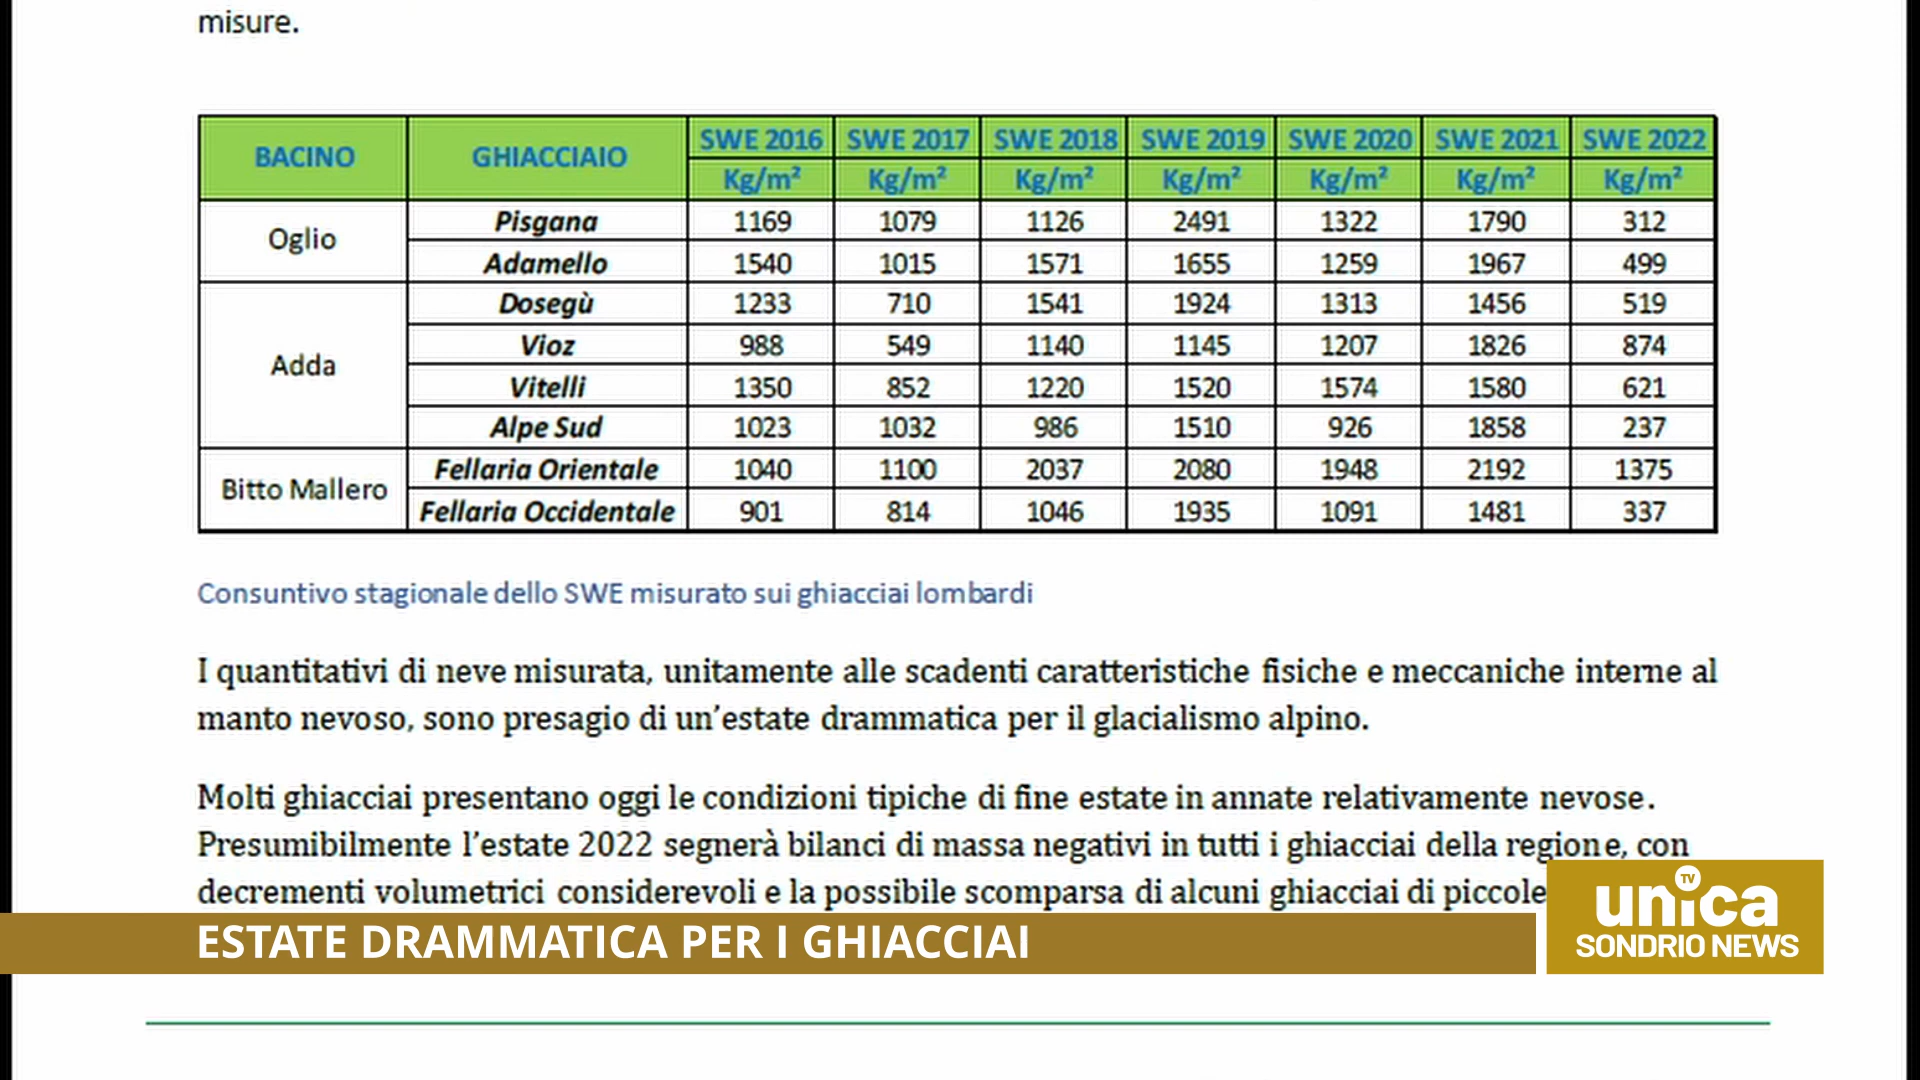 misure.
BACINO GHIACCIAIO SWE 2016 SWE 2017 SWE 2018 SWE 2019 SWE 2020 SWE 2021 SWE 2022
Kg/m² Kg/m² Kg/m² Kg/m² Kg/m² Kg/m² Kg/m²
Oglio Pisgana 1169 1079 1126 2491 1322 1790 312
Adamello 1540 1015 1571 1655 1259 1967 499
Adda Dosegù 1233 710 1541 1924 1313 1456 519
Vioz 988 549 1140 1145 1207 1826 874
Vitelli 1350 852 1220 1520 1574 1580 621
Alpe Sud 1023 1032 986 1510 926 1858 237
Bitto Mallero Fellaria Orientale 1040 1100 2037 2080 1948 2192 1375
Fellaria Occidentale 901 814 1046 1935 1091 1481 337
Consuntivo stagionale dello SWE misurato sui ghiacciai lombardi
I quantitativi di neve misurata, unitamente alle scadenti caratteristiche fisiche e meccaniche interne al
manto nevoso, sono presagio di un’estate drammatica per il glacialismo alpino.
Molti ghiacciai presentano oggi le condizioni tipiche di fine estate in annate relativamente nevose.
Presumibilmente l’estate 2022 segnerà bilanci di massa negativi in tutti i ghiacciai della regione, con
decrementi volumetrici considerevoli e la possibile scomparsa di alcuni ghiacciai di piccole
ESTATE DRAMMATICA PER I GHIACCIAI
unica TV
SONDRIO NEWS